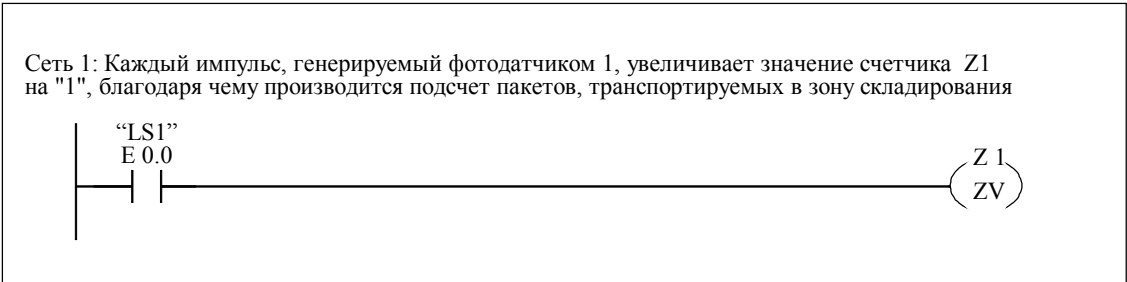 Сеть 1: Каждый импульс, генерируемый фотодатчиком 1, увеличивает значение счетчика Z1
на "1", благодаря чему производится подсчет пакетов, транспортируемых в зону складирования
“LS1”
E 0.0
Z 1
ZV